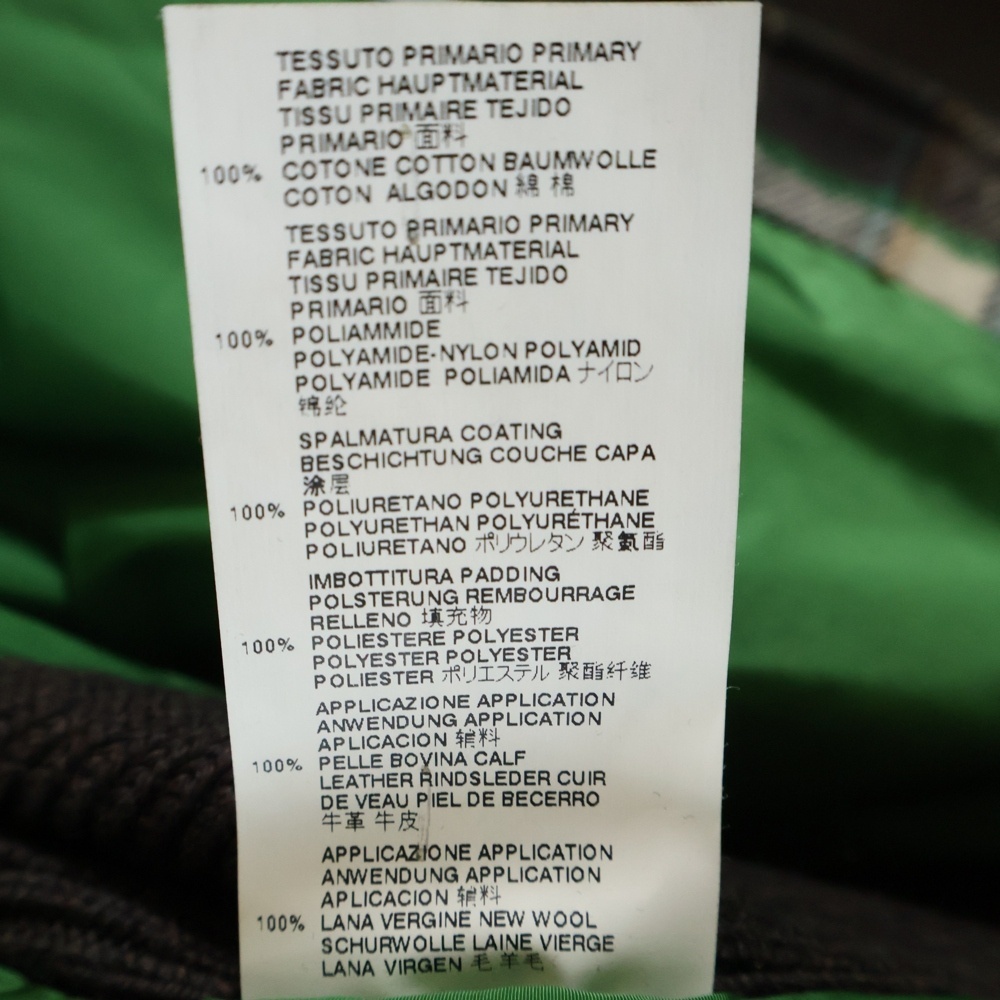 TESSUTO PRIMARIO PRIMARY
FABRIC HAUPTMATERIAL
TISSU PRIMAIRE TEJIDO
PRIMARIO 面料
100% COTONE COTTON BAUMWOLLE
COTON ALGODON 綿 棉
TESSUTO PRIMARIO PRIMARY
FABRIC HAUPTMATERIAL
TISSU PRIMAIRE TEJIDO
PRIMARIO 面料
100% POLIAMMIDE
POLYAMIDE-NYLON POLYAMID
POLYAMIDE POLIAMIDA ナイロン
锦纶
SPALMATURA COATING
BESCHICHTUNG COUCHE CAPA
涂层
100% POLIURETANO POLYURETHANE
POLYURETHAN POLYURÉTHANE
POLIURETANO ポリウレタン 聚氨酯
IMBOTTITURA PADDING
POLSTERUNG REMBOURRAGE
RELLENO 填充物
100% POLIESTERE POLYESTER
POLYESTER POLYESTER
POLIESTER ポリエステル 聚酯纤维
APPLICAZIONE APPLICATION
ANWENDUNG APPLICATION
APLICACION 辅料
100% PELLE BOVINA CALF
LEATHER RINDSLEDER CUIR
DE VEAU PIEL DE BECERRO
牛革 牛皮
APPLICAZIONE APPLICATION
ANWENDUNG APPLICATION
APLICACION 辅料
100% LANA VERGINE NEW WOOL
SCHURWOLLE LAINE VIERGE
LANA VIRGEN 毛 羊毛